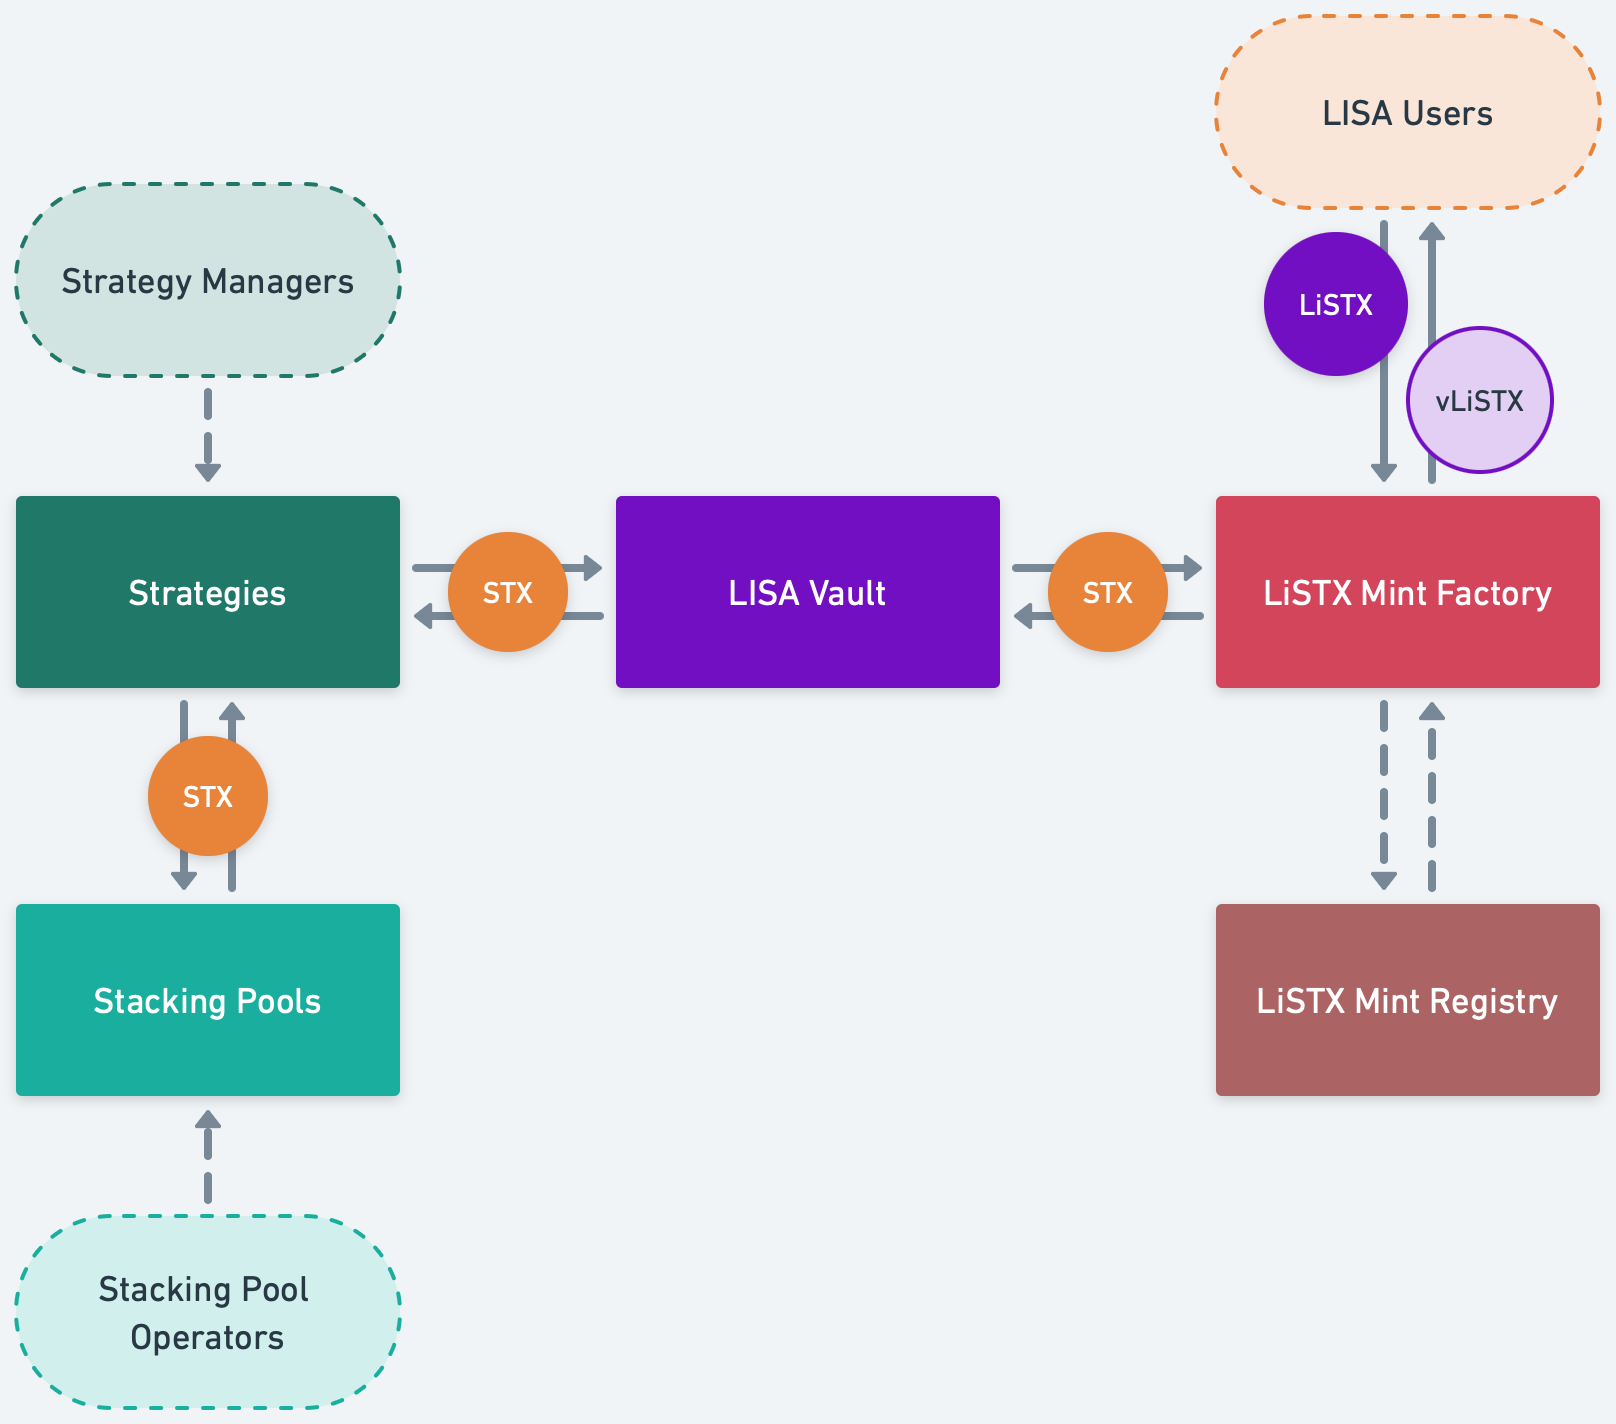 LISA Users
Strategy Managers
LiSTX
vLiSTX
Strategies
STX
LISA Vault
STX
LiSTX Mint Factory
STX
Stacking Pools
LiSTX Mint Registry
Stacking Pool
Operators